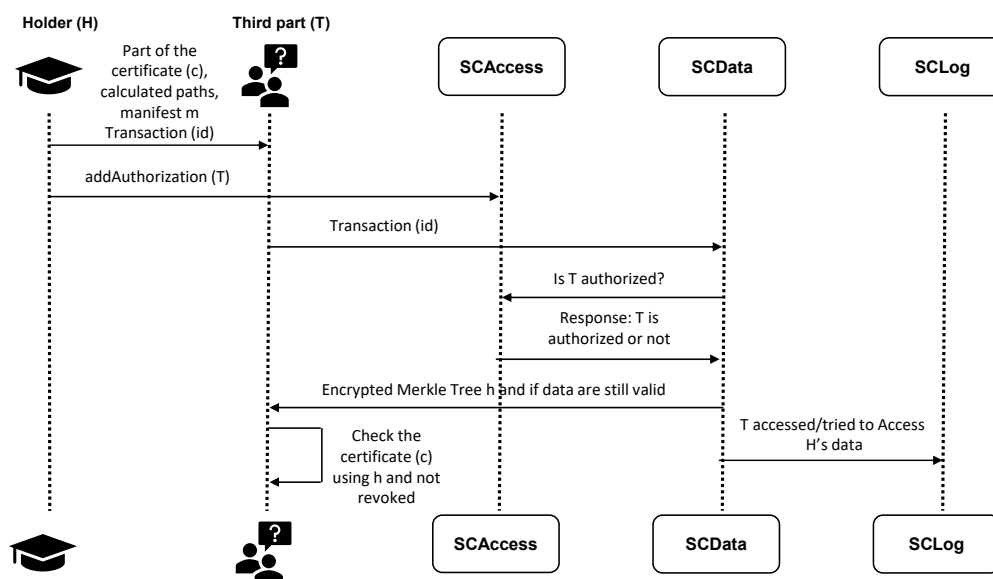 Holder (H)
Third part (T)
Part of the
certificate (c),
calculated paths,
manifest m
Transaction (id)
?
SCAccess
SCData
SCLog
addAuthorization (T)
Transaction (id)
Is T authorized?
Response: T is
authorized or not
Encrypted Merkle Tree h and if data are still valid
T accessed/tried to Access
H's data
Check the
certificate (c)
using h and not
revoked
?
SCAccess
SCData
SCLog